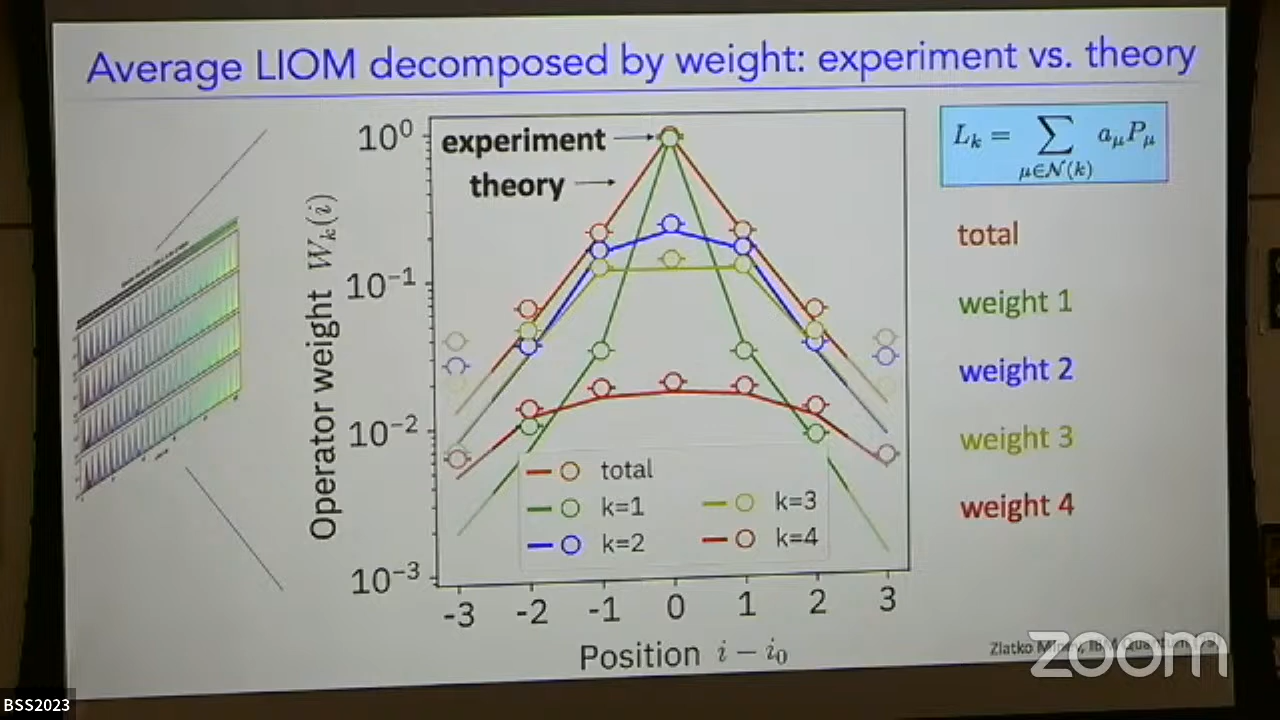 Average LIOM decomposed by weight: experiment vs. theory
experiment
theory
Operator weight W_k(i)
10^0
10^-1
10^-2
10^-3
-3 -2 -1 0 1 2 3
Position i − i_0
total
k=1
k=2
k=3
k=4
L_k = ∑_{μ∈N(k)} a_μ P_μ
total
weight 1
weight 2
weight 3
weight 4
Zlatko
zoom
BSS2023